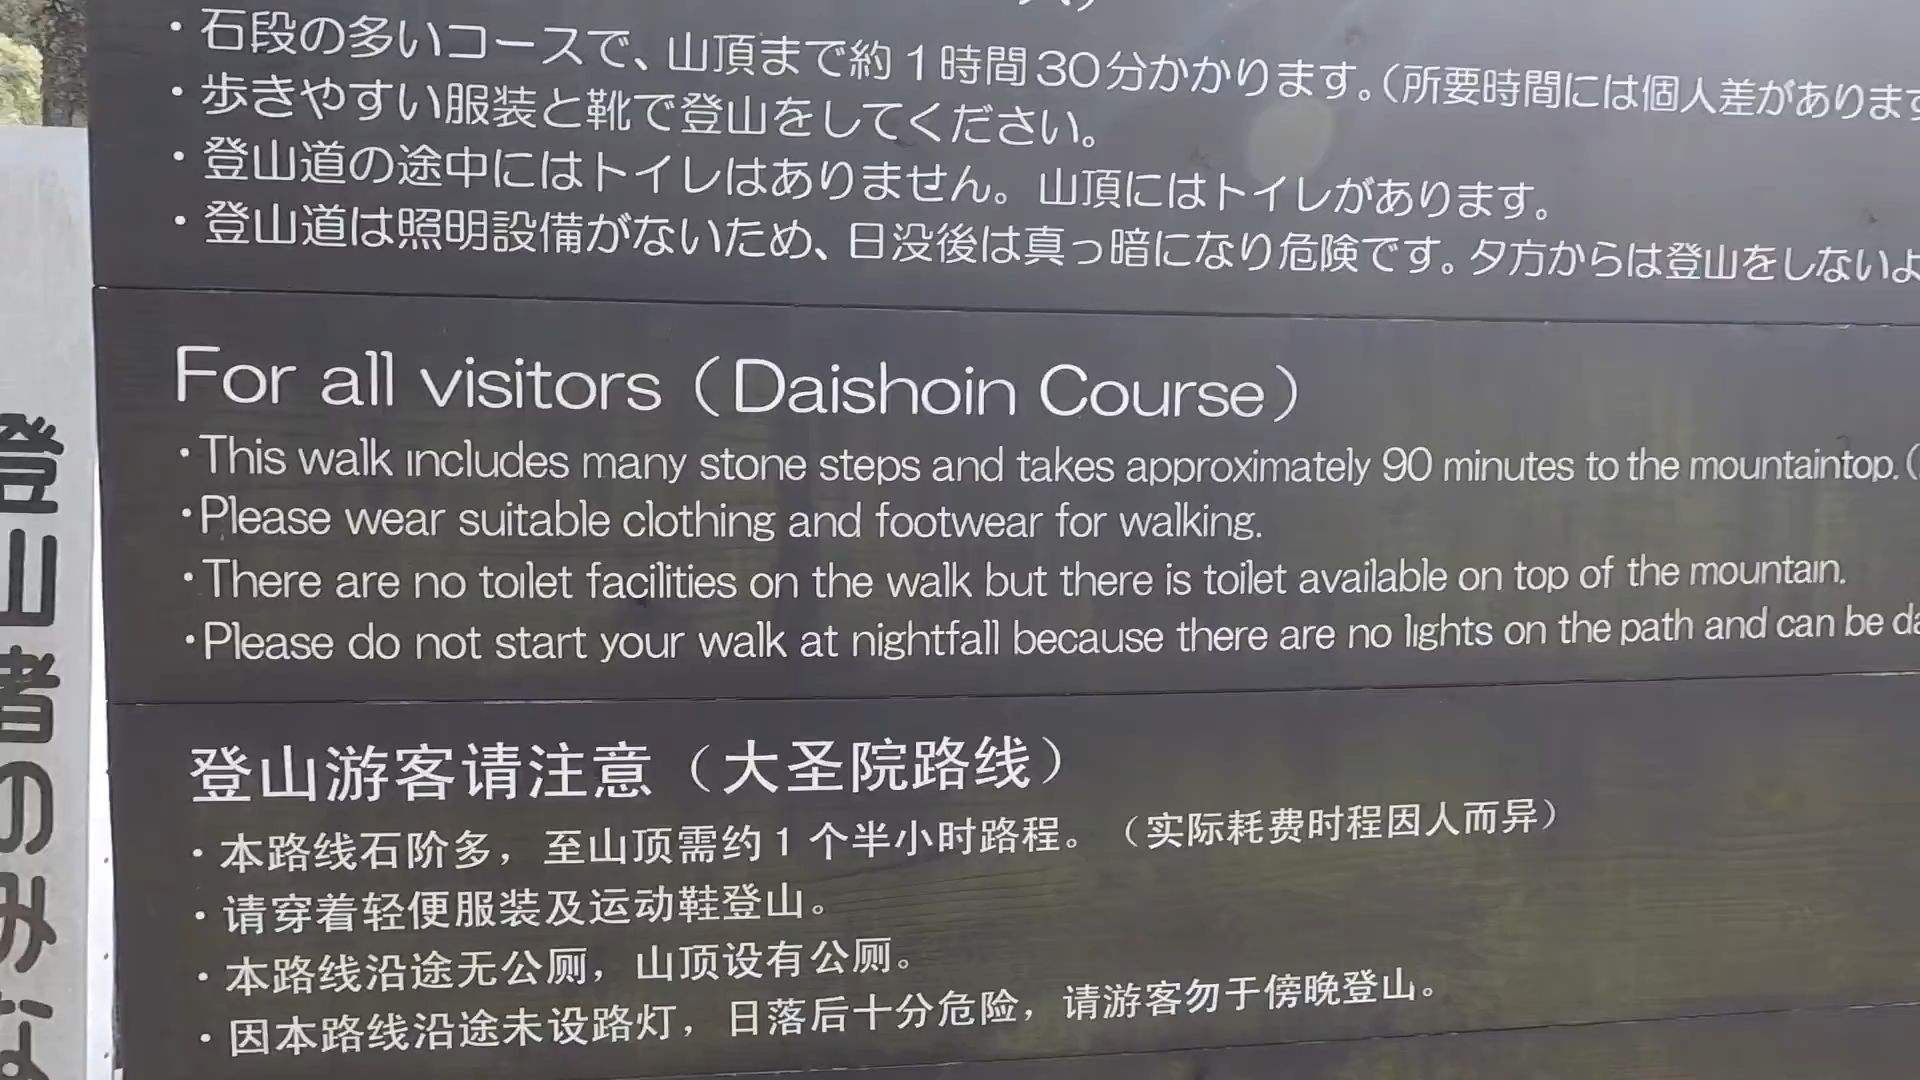 ・石段の多いコースで、山頂まで約1時間30分かかります。（所要時間には個人差があります
・歩きやすい服装と靴で登山をしてください。
・登山道の途中にはトイレはありません。山頂にはトイレがあります。
・登山道は照明設備がないため、日没後は真っ暗になり危険です。夕方からは登山をしないよ
For all visitors（Daishoin Course）
・This walk includes many stone steps and takes approximately 90 minutes to the mountaintop.（
・Please wear suitable clothing and footwear for walking.
・There are no toilet facilities on the walk but there is toilet available on top of the mountain.
・Please do not start your walk at nightfall because there are no lights on the path and can be da
登山游客请注意（大圣院路线）
・本路线石阶多，至山顶需约1个半小时路程。（实际耗费时程因人而异）
・请穿着轻便服装及运动鞋登山。
・本路线沿途无公厕，山顶设有公厕。
・因本路线沿途未设路灯，日落后十分危险，请游客勿于傍晚登山。
登山者のみな